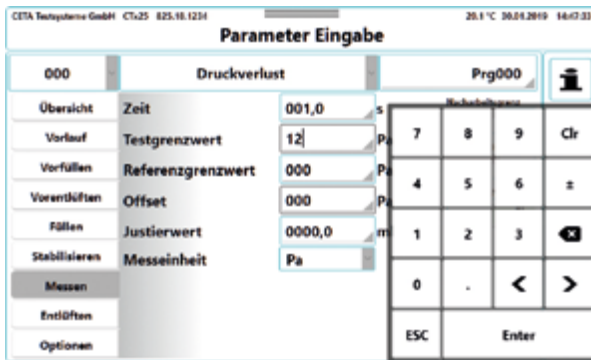 CETA Testsysteme GmbH CTx25 825.18.1234 20.1 °C 30.01.2019 14:47:33
Parameter Eingabe
000 Druckverlust Prg000
Übersicht
Vorlauf
Vorfüllen
Vorentlüften
Füllen
Stabilisieren
Messen
Entlüften
Optionen
Zeit 001,0 s
Testgrenzwert 12 Pa
Referenzgrenzwert 000 Pa
Offset 000 Pa
Justierwert 0000,0 m
Messeinheit Pa
7 8 9 Clr
4 5 6 ±
1 2 3
0 . < >
ESC Enter